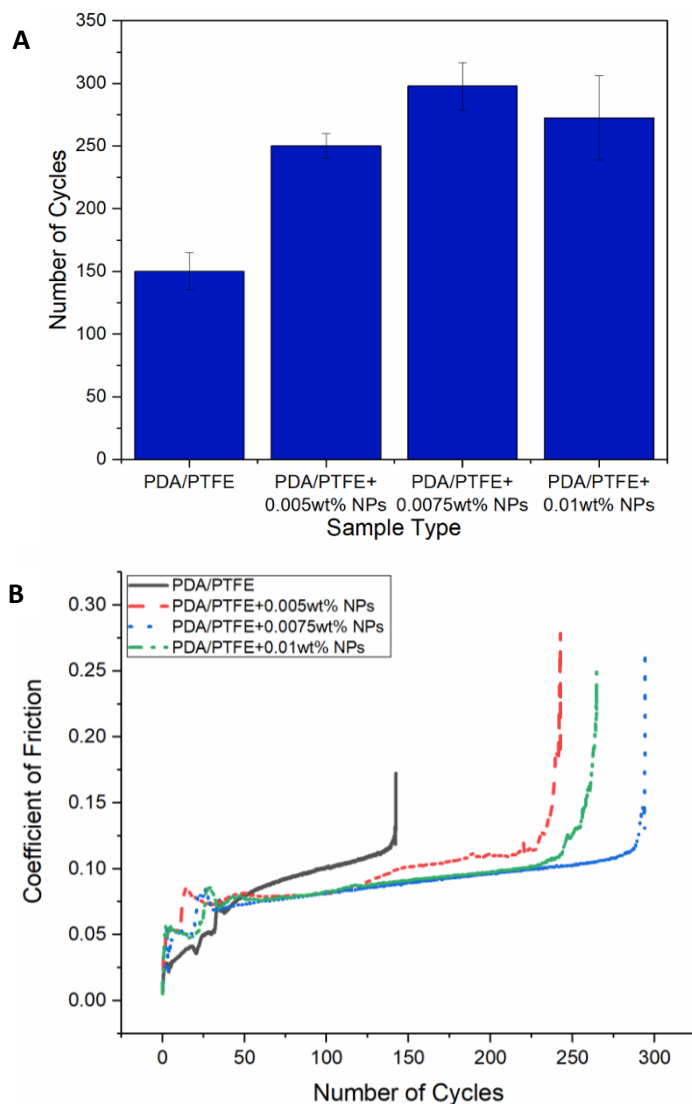 A
350
300
250
200
150
100
50
0
Number of Cycles
PDA/PTFE
PDA/PTFE+
0.005wt% NPs
PDA/PTFE+
0.0075wt% NPs
PDA/PTFE+
0.01wt% NPs
Sample Type
B
PDA/PTFE
PDA/PTFE+0.005wt% NPs
PDA/PTFE+0.0075wt% NPs
PDA/PTFE+0.01wt% NPs
0.30
0.25
0.20
0.15
0.10
0.05
0.00
Coefficient of Friction
0 50 100 150 200 250 300
Number of Cycles